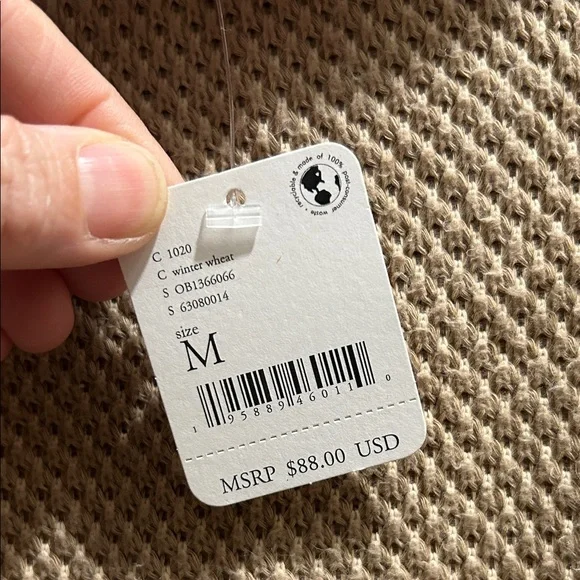 recyclable & made of 100% post-consumer waste •
C 1020
C winter wheat
S OB1366066
S 63080014
size
M
1 95889 46011 0
MSRP $88.00 USD